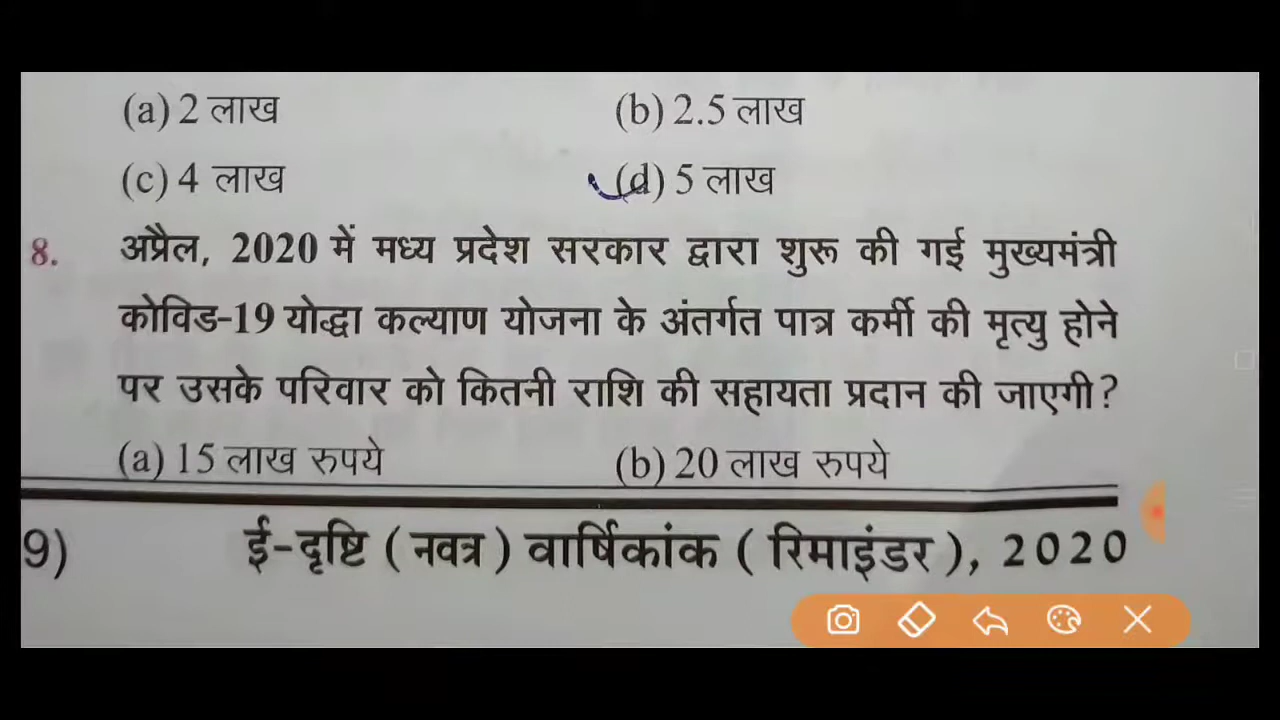 (a) 2 लाख (b) 2.5 लाख
(c) 4 लाख (d) 5 लाख
8. अप्रैल, 2020 में मध्य प्रदेश सरकार द्वारा शुरू की गई मुख्यमंत्री
कोविड-19 योद्धा कल्याण योजना के अंतर्गत पात्र कर्मी की मृत्यु होने
पर उसके परिवार को कितनी राशि की सहायता प्रदान की जाएगी?
(a) 15 लाख रुपये (b) 20 लाख रुपये
9) ई-दृष्टि (नवत्र) वार्षिकांक (रिमाइंडर), 2020